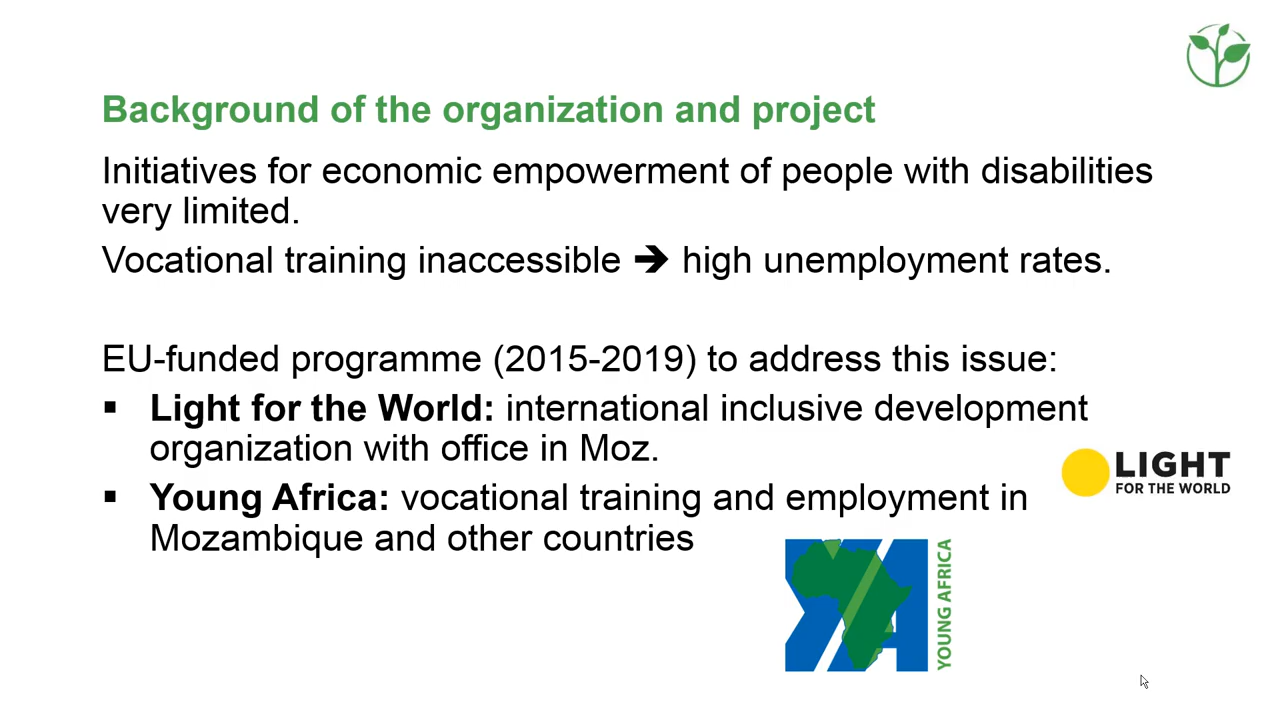 Background of the organization and project
Initiatives for economic empowerment of people with disabilities
very limited.
Vocational training inaccessible ➔ high unemployment rates.
EU-funded programme (2015-2019) to address this issue:
▪ Light for the World: international inclusive development
organization with office in Moz.
▪ Young Africa: vocational training and employment in
Mozambique and other countries
LIGHT
FOR THE WORLD
YA
YOUNG AFRICA